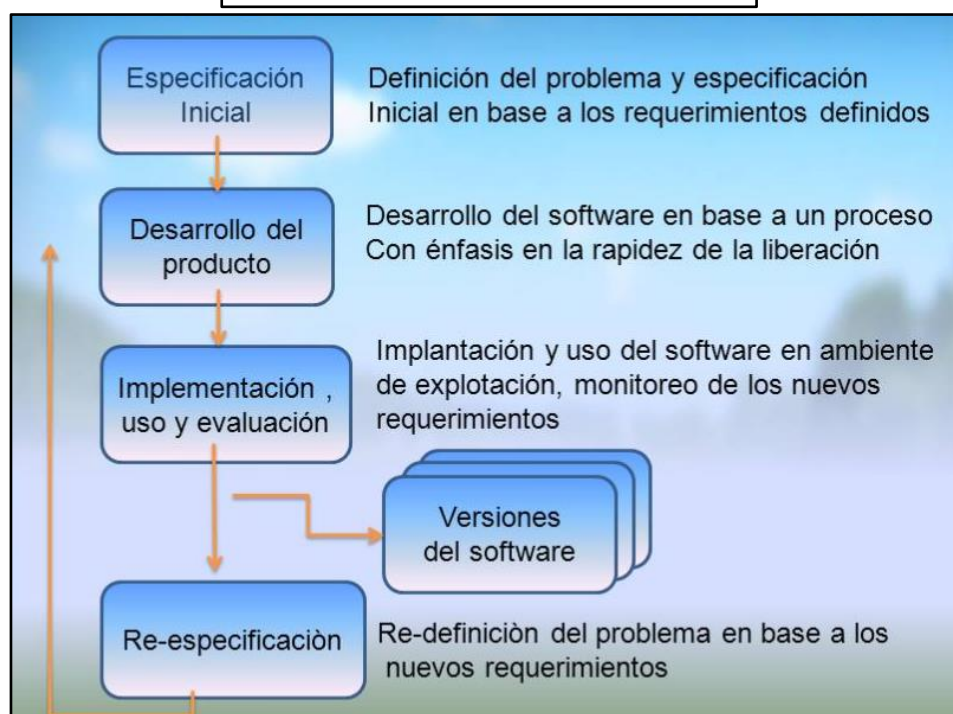 Especificación
Inicial
Definición del problema y especificación
Inicial en base a los requerimientos definidos
Desarrollo del
producto
Desarrollo del software en base a un proceso
Con énfasis en la rapidez de la liberación
Implementación ,
uso y evaluación
Implantación y uso del software en ambiente
de explotación, monitoreo de los nuevos
requerimientos
Versiones
del software
Re-especificaciòn
Re-definiciòn del problema en base a los
nuevos requerimientos